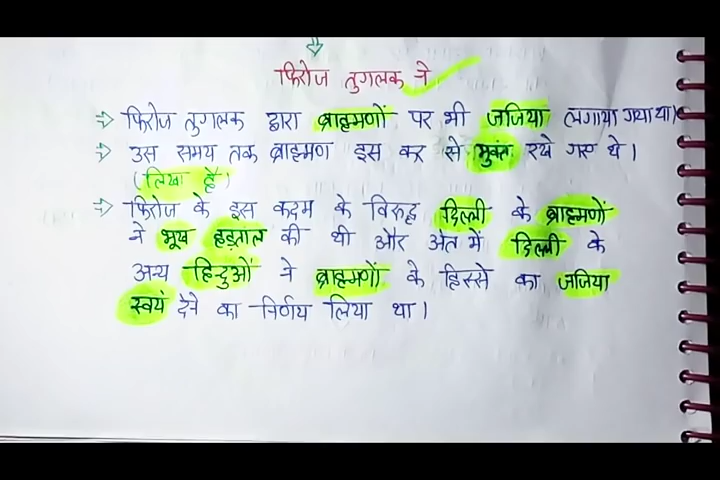 फिरोज तुगलक ने
⇒ फिरोज तुगलक द्वारा ब्राह्मणों पर भी जजिया लगाया गया था।
⇒ उस समय तक ब्राह्मण इस कर से मुक्त रखे गए थे।
(लिखा है)
⇒ फिरोज के इस कदम के विरुद्ध दिल्ली के ब्राह्मणों
ने भूख हड़ताल की थी और अंत में दिल्ली के
अन्य हिन्दुओं ने ब्राह्मणों के हिस्से का जजिया
स्वयं देने का निर्णय लिया था।